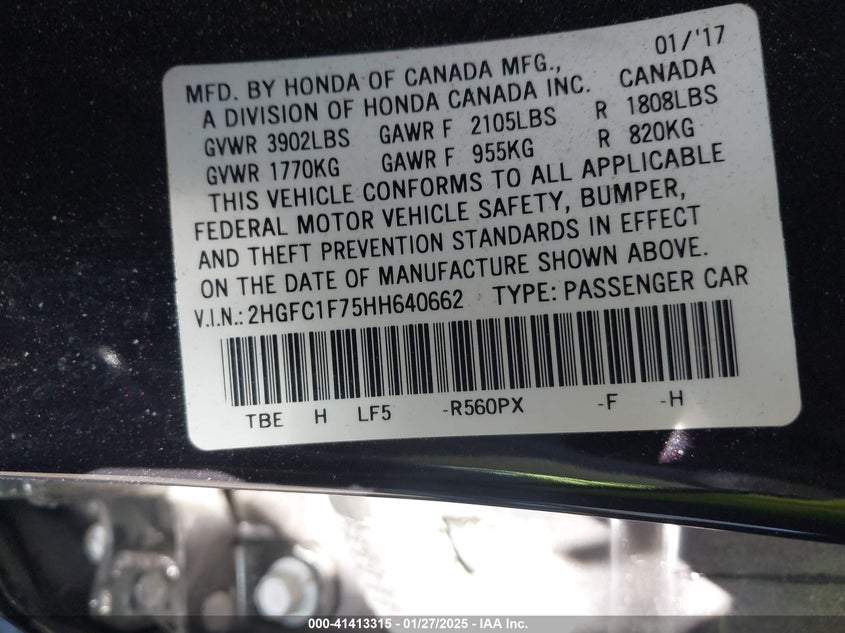 01/'17
MFD. BY HONDA OF CANADA MFG.,
A DIVISION OF HONDA CANADA INC. CANADA
GVWR 3902LBS GAWR F 2105LBS R 1808LBS
GVWR 1770KG GAWR F 955KG R 820KG
THIS VEHICLE CONFORMS TO ALL APPLICABLE
FEDERAL MOTOR VEHICLE SAFETY, BUMPER,
AND THEFT PREVENTION STANDARDS IN EFFECT
ON THE DATE OF MANUFACTURE SHOWN ABOVE.
V.I.N.: 2HGFC1F75HH640662 TYPE: PASSENGER CAR
TBE H LF5 -R560PX -F -H
000-41413315 - 01/27/2025 - IAA Inc.